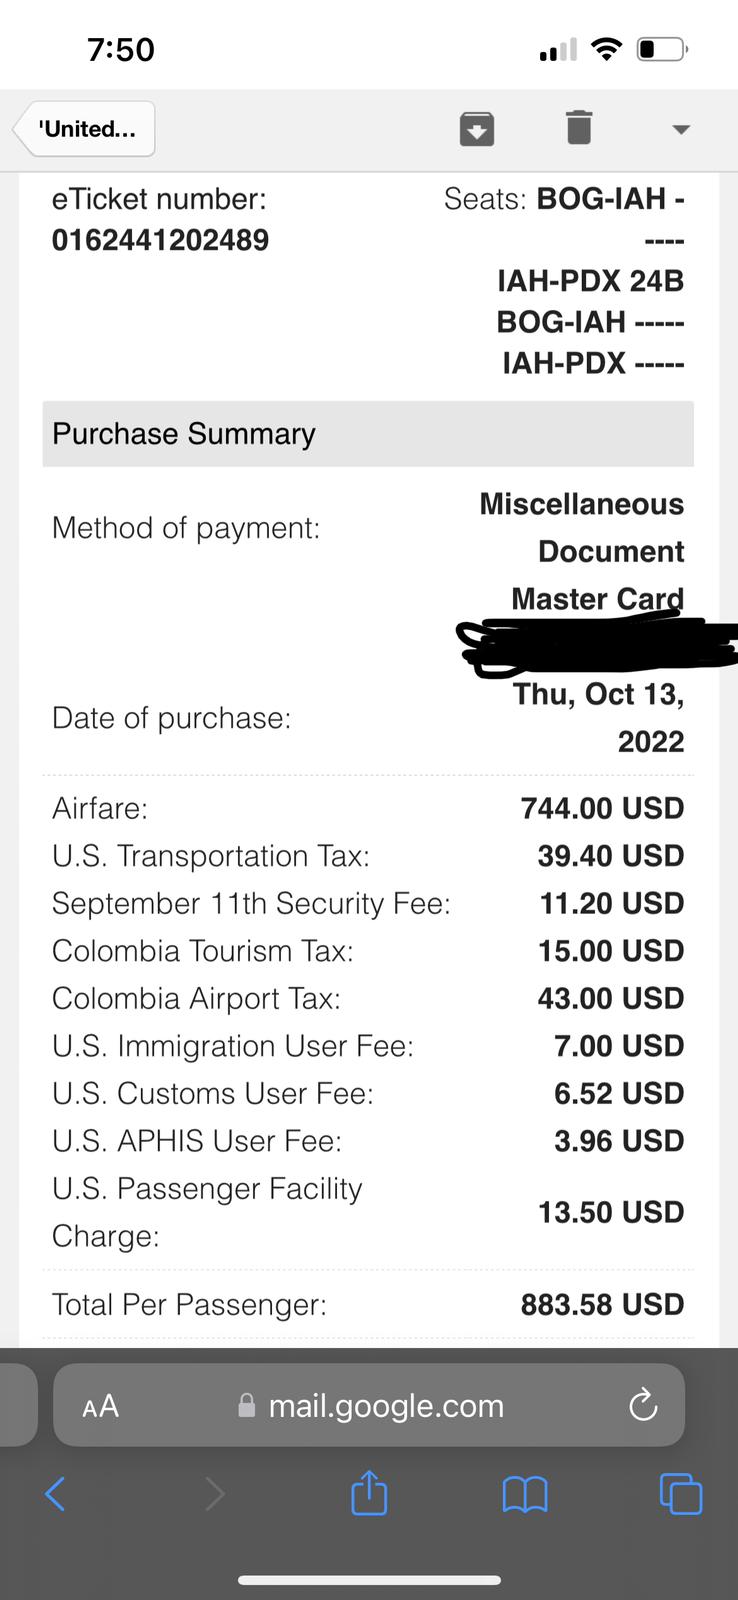 7:50
'United...
eTicket number:
0162441202489
Seats: BOG-IAH -
----
IAH-PDX 24B
BOG-IAH -----
IAH-PDX -----
Purchase Summary
Method of payment:
Miscellaneous
Document
Master Card
Date of purchase:
Thu, Oct 13,
2022
Airfare: 744.00 USD
U.S. Transportation Tax: 39.40 USD
September 11th Security Fee: 11.20 USD
Colombia Tourism Tax: 15.00 USD
Colombia Airport Tax: 43.00 USD
U.S. Immigration User Fee: 7.00 USD
U.S. Customs User Fee: 6.52 USD
U.S. APHIS User Fee: 3.96 USD
U.S. Passenger Facility
Charge: 13.50 USD
Total Per Passenger: 883.58 USD
AA mail.google.com